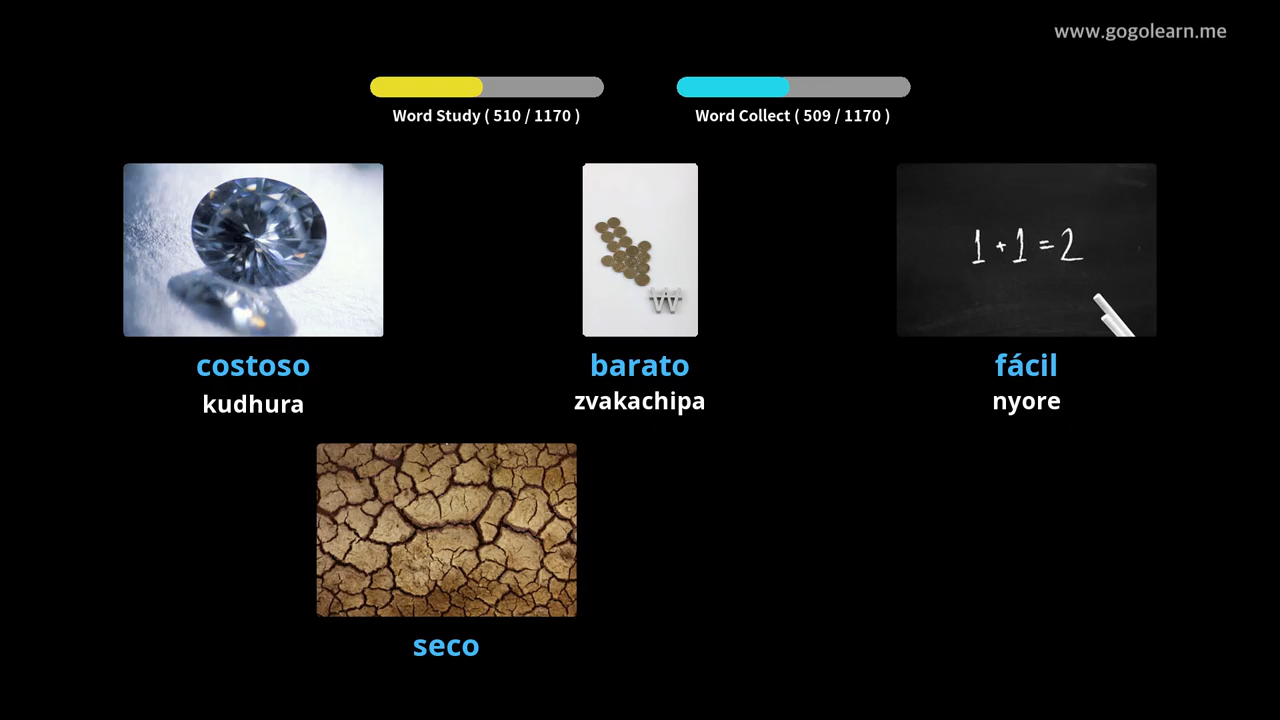 www.gogolearn.me
Word Study ( 510 / 1170 )
Word Collect ( 509 / 1170 )
1 + 1 = 2
₩
costoso
barato
fácil
kudhura
zvakachipa
nyore
seco